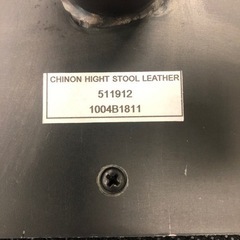 CHINON HIGHT STOOL LEATHER
511912
1004B1811